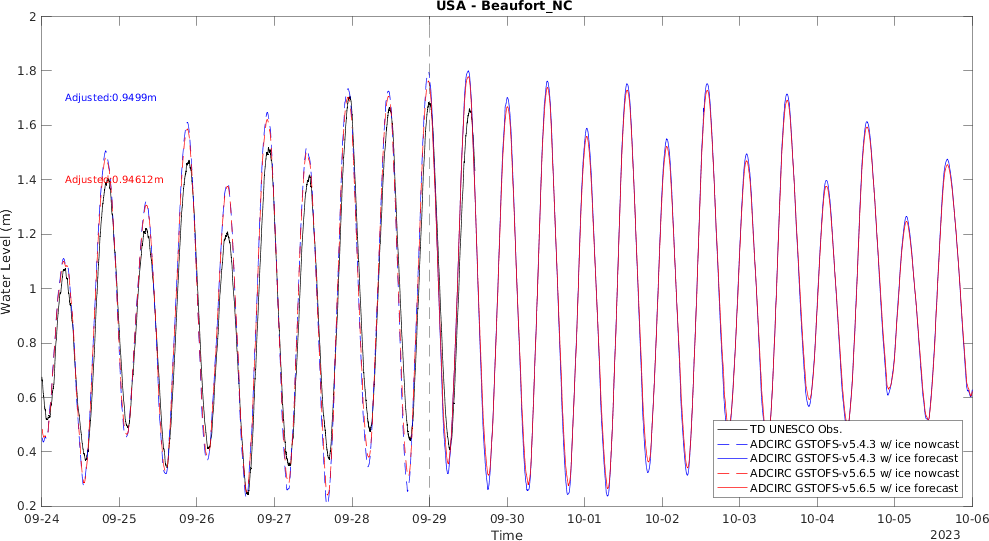 USA - Beaufort_NC
2
1.8
1.6
1.4
1.2
1
0.8
0.6
0.4
0.2
Water Level (m)
Adjusted:0.9499m
Adjusted:0.94612m
TD UNESCO Obs.
ADCIRC GSTOFS-v5.4.3 w/ ice nowcast
ADCIRC GSTOFS-v5.4.3 w/ ice forecast
ADCIRC GSTOFS-v5.6.5 w/ ice nowcast
ADCIRC GSTOFS-v5.6.5 w/ ice forecast
09-24 09-25 09-26 09-27 09-28 09-29 09-30 10-01 10-02 10-03 10-04 10-05 10-06
Time
2023